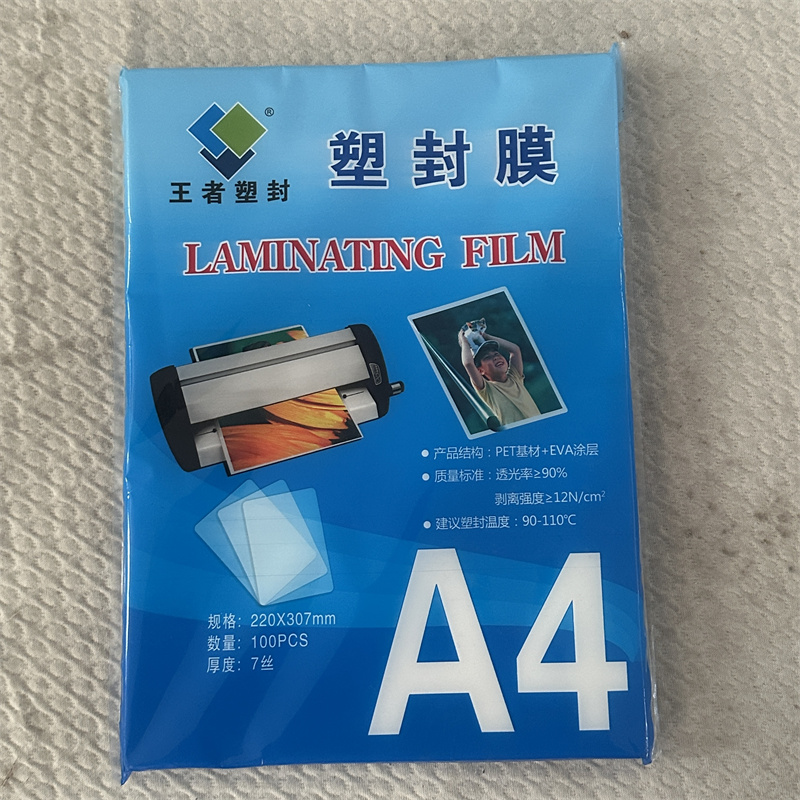 ®
王者塑封
塑封膜
LAMINATING FILM
● 产品结构：PET基材+EVA涂层
● 质量标准：透光率≥90%
剥离强度≥12N/cm²
● 建议塑封温度：90-110℃
规格：220X307mm
数量：100PCS
厚度：7丝
A4